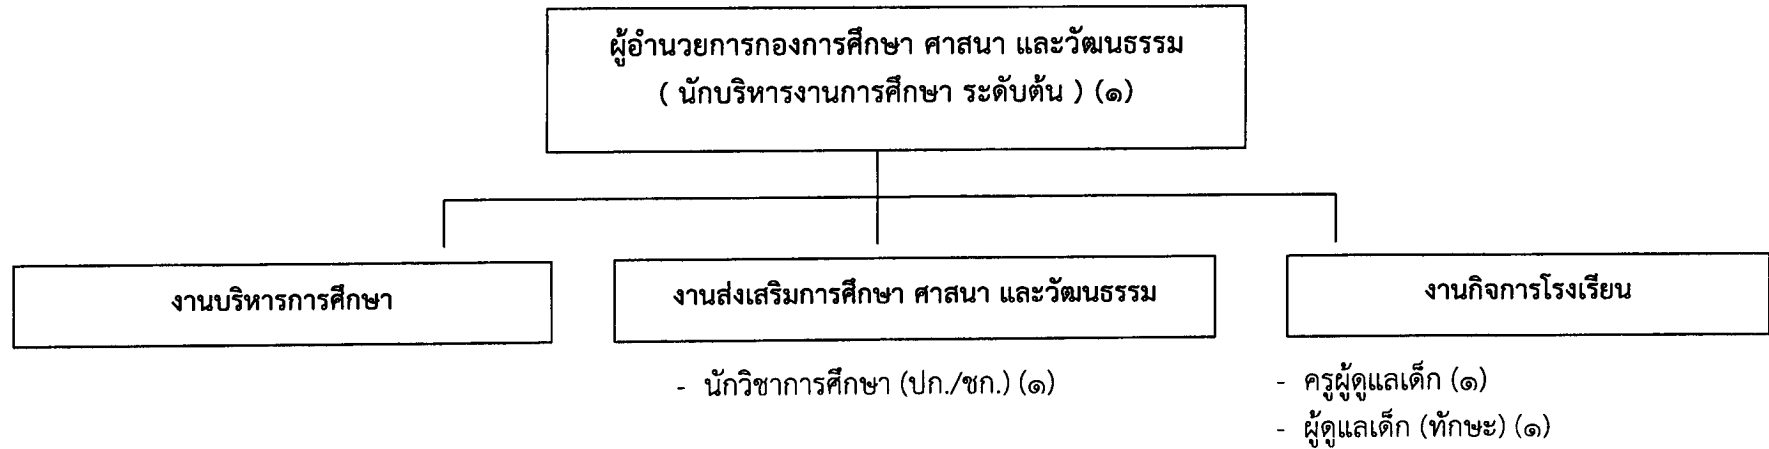 ผู้อำนวยการกองการศึกษา ศาสนา และวัฒนธรรม
( นักบริหารงานการศึกษา ระดับต้น ) (๑)
งานบริหารการศึกษา
งานส่งเสริมการศึกษา ศาสนา และวัฒนธรรม
- นักวิชาการศึกษา (ปก./ชก.) (๑)
งานกิจการโรงเรียน
- ครูผู้ดูแลเด็ก (๑)
- ผู้ดูแลเด็ก (ทักษะ) (๑)